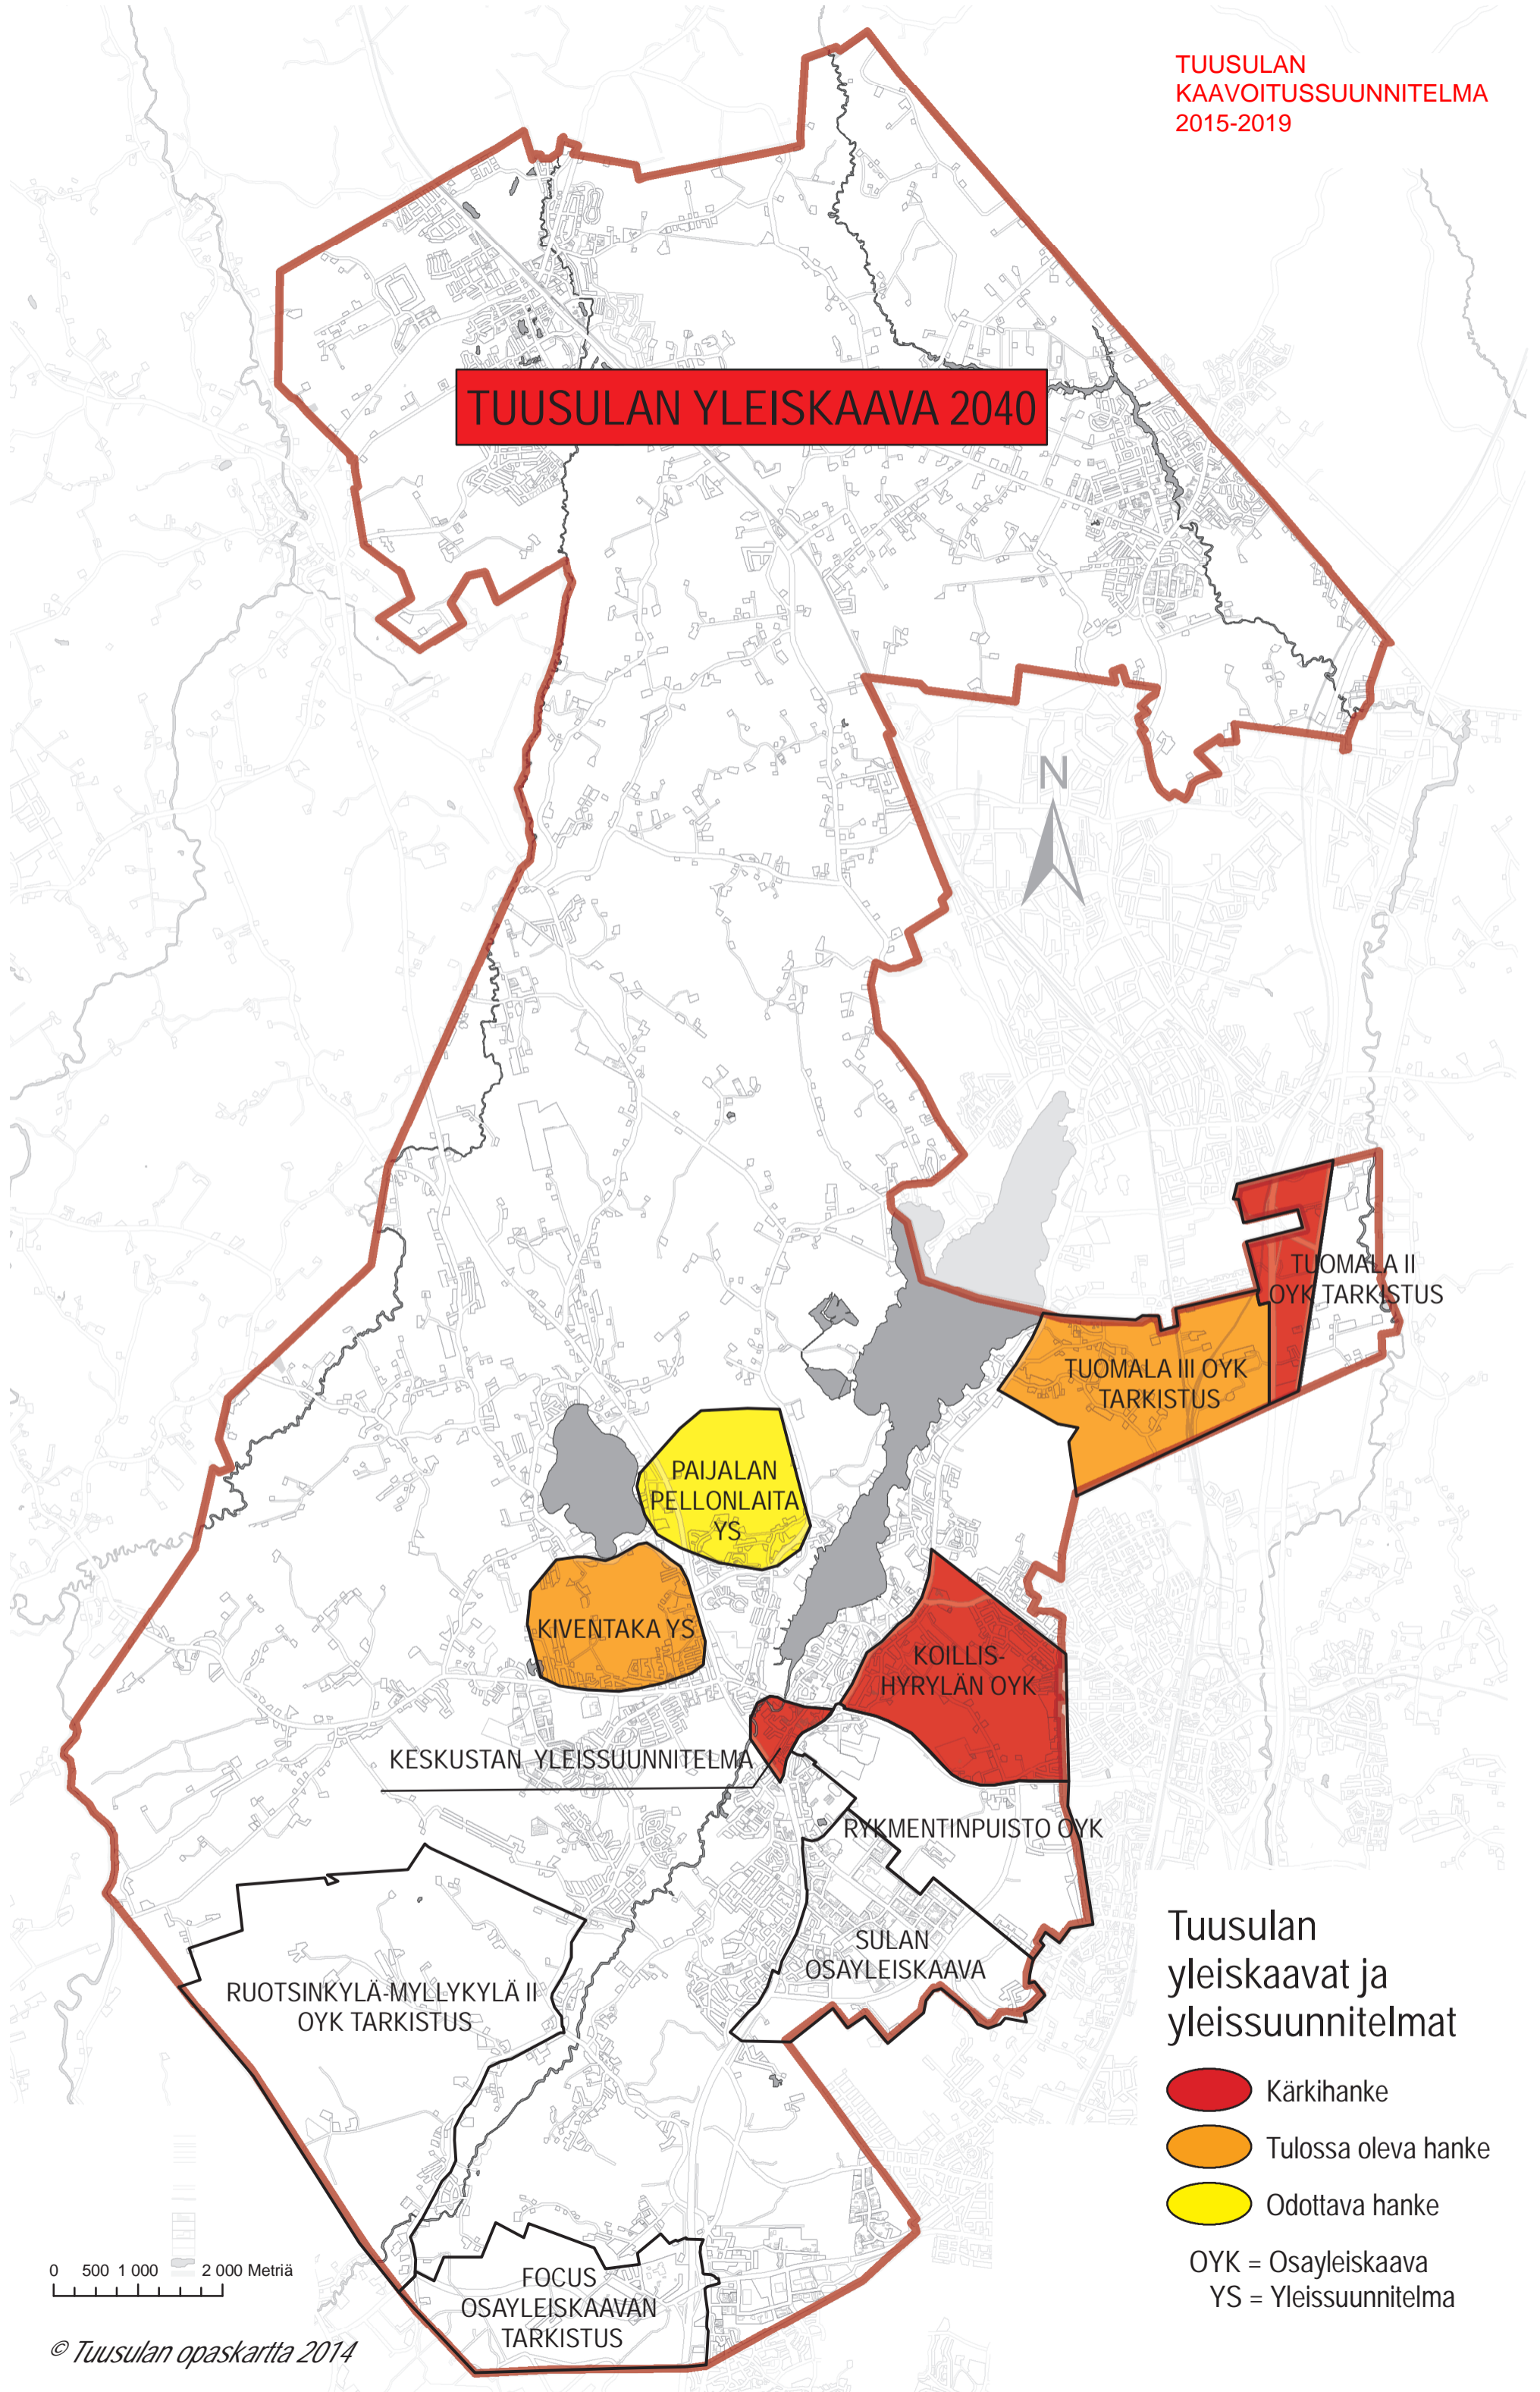 TUUSULAN
KAAVOITUSSUUNNITELMA
2015-2019
TUUSULAN YLEISKAAVA 2040
N
TUOMALA II
OYK TARKISTUS
TUOMALA III OYK
TARKISTUS
PAIJALAN
PELLONLAITA
YS
KIVENTAKA YS
KOILLIS-
HYRYLÄN OYK
KESKUSTAN YLEISSUUNNITELMA
RYKMENTINPUISTO OYK
SULAN
OSAYLEISKAAVA
RUOTSINKYLÄ-MYLLYKYLÄ II
OYK TARKISTUS
FOCUS
OSAYLEISKAAVAN
TARKISTUS
Tuusulan
yleiskaavat ja
yleissuunnitelmat
Kärkihanke
Tulossa oleva hanke
Odottava hanke
OYK = Osayleiskaava
YS = Yleissuunnitelma
0 500 1 000 2 000 Metriä
© Tuusulan opaskartta 2014